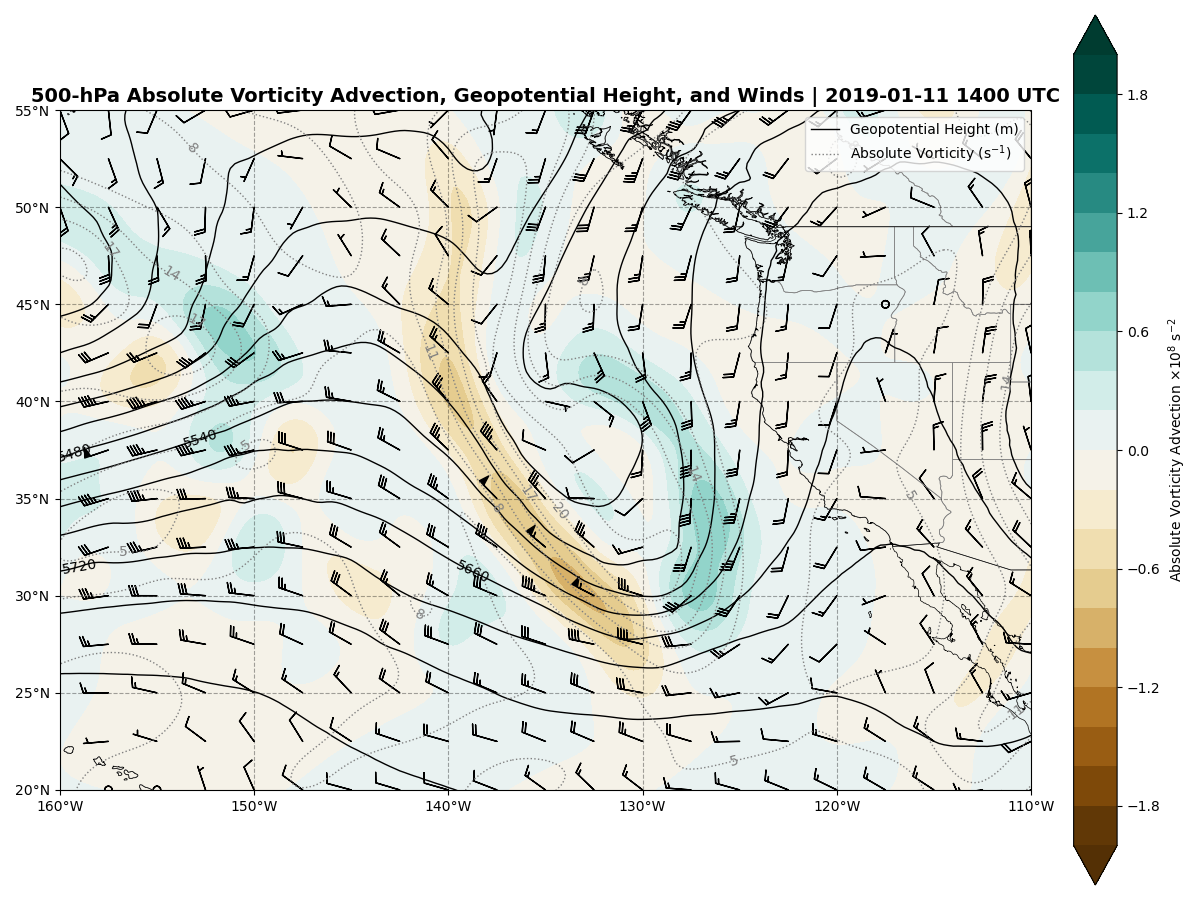 500-hPa Absolute Vorticity Advection, Geopotential Height, and Winds | 2019-01-11 1400 UTC
Geopotential Height (m)
Absolute Vorticity (s⁻¹)
55°N
50°N
45°N
40°N
35°N
30°N
25°N
20°N
160°W
150°W
140°W
130°W
120°W
110°W
8
17
14
11
5480
5540
5
5
5720
5660
8
8
11
17
20
14
5
14
5
11
1.8
1.2
0.6
0.0
−0.6
−1.2
−1.8
Absolute Vorticity Advection ×10⁸ s⁻²